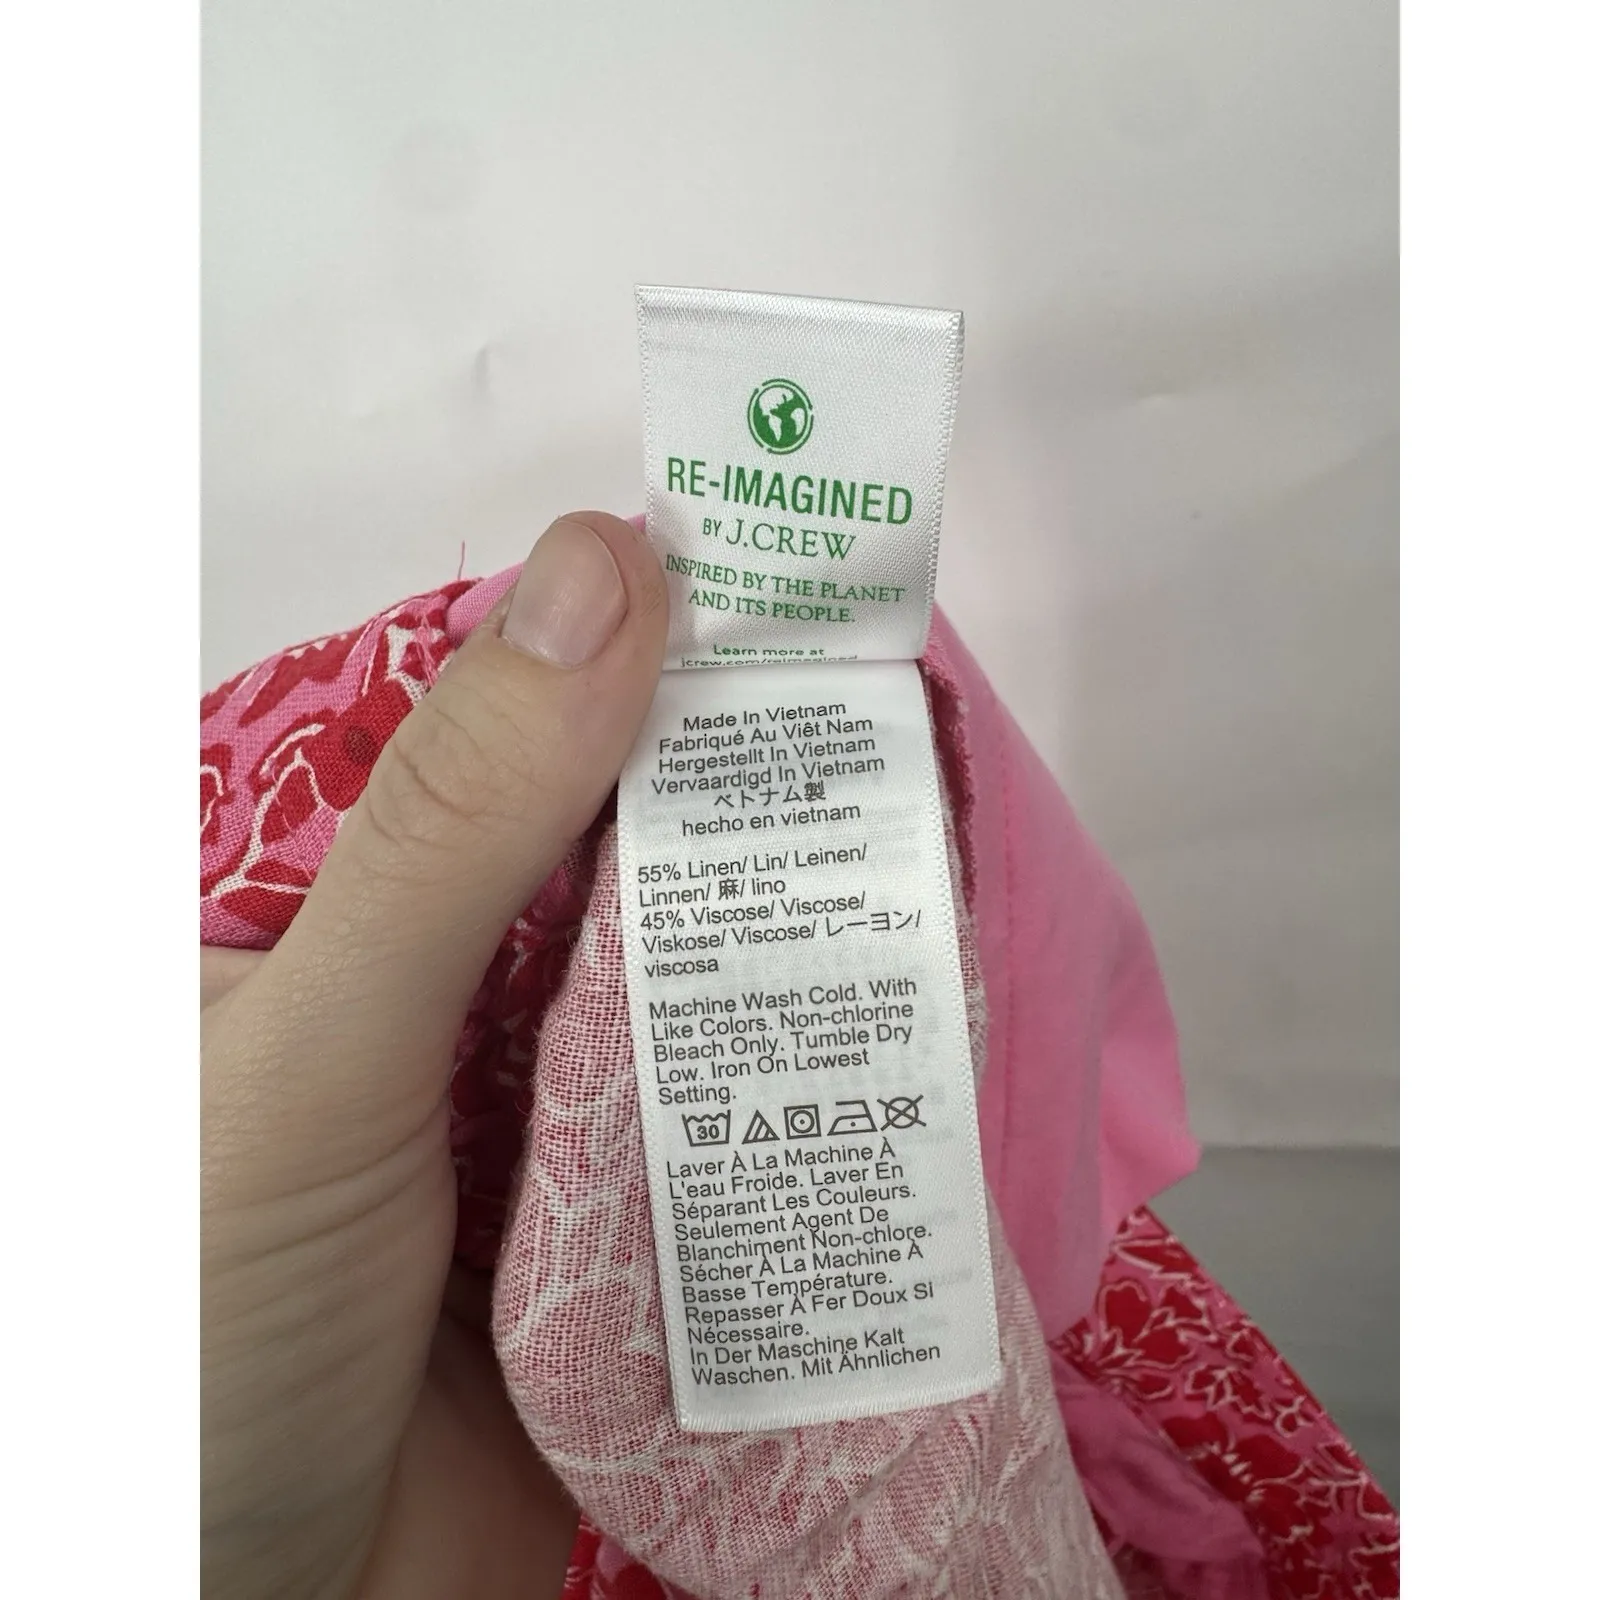 RE-IMAGINED
BY J.CREW
INSPIRED BY THE PLANET
AND ITS PEOPLE.
Learn more at
jcrew.com/reimagined
Made In Vietnam
Fabriqué Au Viêt Nam
Hergestellt In Vietnam
Vervaardigd In Vietnam
ベトナム製
hecho en vietnam
55% Linen/ Lin/ Leinen/
Linnen/ 麻/ lino
45% Viscose/ Viscose/
Viskose/ Viscose/ レーヨン/
viscosa
Machine Wash Cold. With
Like Colors. Non-chlorine
Bleach Only. Tumble Dry
Low. Iron On Lowest
Setting.
30
Laver À La Machine À
L'eau Froide. Laver En
Séparant Les Couleurs.
Seulement Agent De
Blanchiment Non-chlore.
Sécher À La Machine À
Basse Température.
Repasser À Fer Doux Si
Nécessaire.
In Der Maschine Kalt
Waschen. Mit Ähnlichen